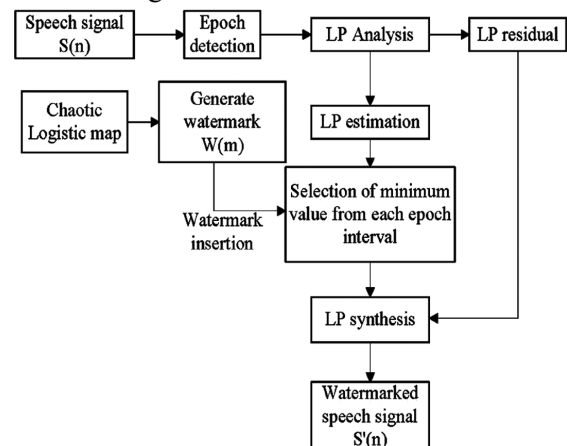 Speech signal
S(n)
Epoch
detection
LP Analysis
LP residual
Chaotic
Logistic map
Generate
watermark
W(m)
LP estimation
Selection of minimum
value from each epoch
interval
Watermark
insertion
LP synthesis
Watermarked
speech signal
S'(n)